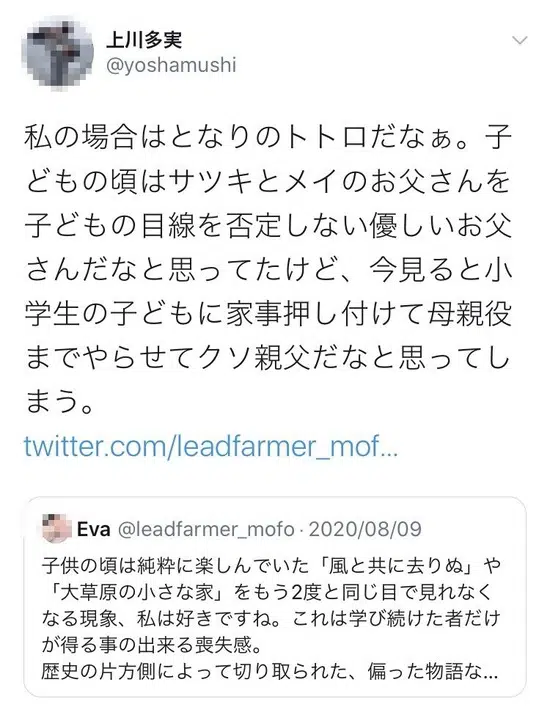 上川多実
@yoshamushi
私の場合はとなりのトトロだなぁ。子
どもの頃はサツキとメイのお父さんを
子どもの目線を否定しない優しいお父
さんだなと思ってたけど、今見ると小
学生の子どもに家事押し付けて母親役
までやらせてクソ親父だなと思ってし
まう。
twitter.com/leadfarmer_mof...
Eva @leadfarmer_mofo · 2020/08/09
子供の頃は純粋に楽しんでいた「風と共に去りぬ」や
「大草原の小さな家」をもう2度と同じ目で見れなく
なる現象、私は好きですね。これは学び続けた者だけ
が得る事の出来る喪失感。
歴史の片方側によって切り取られた、偏った物語な...